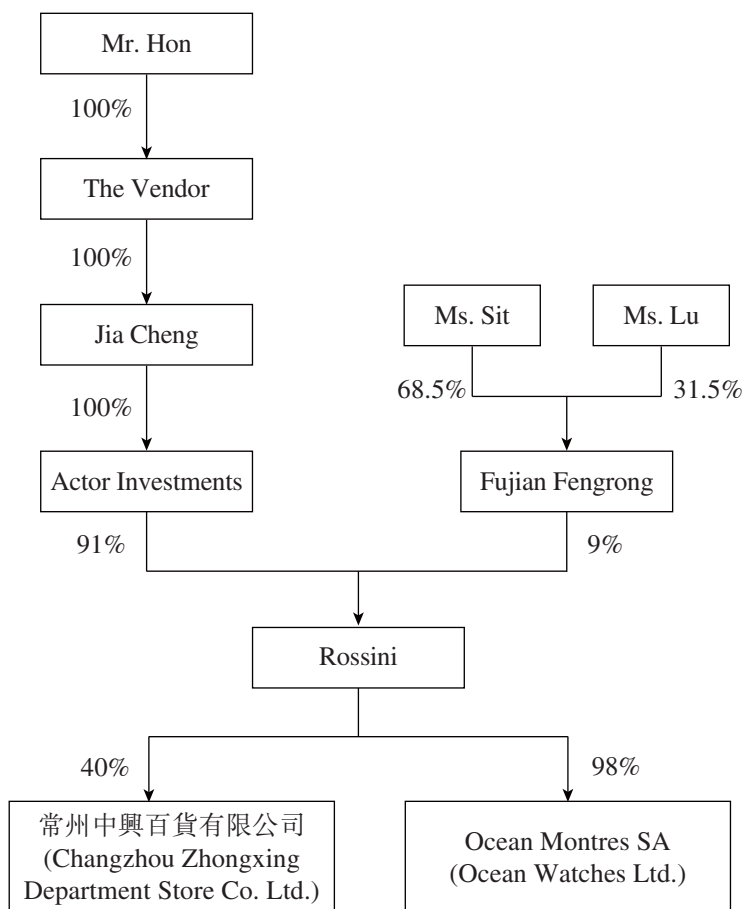 Mr. Hon
100%
The Vendor
100%
Jia Cheng
Ms. Sit
Ms. Lu
100%
68.5%
31.5%
Actor Investments
Fujian Fengrong
91%
9%
Rossini
40%
98%
常州中興百貨有限公司
(Changzhou Zhongxing
Department Store Co. Ltd.)
Ocean Montres SA
(Ocean Watches Ltd.)